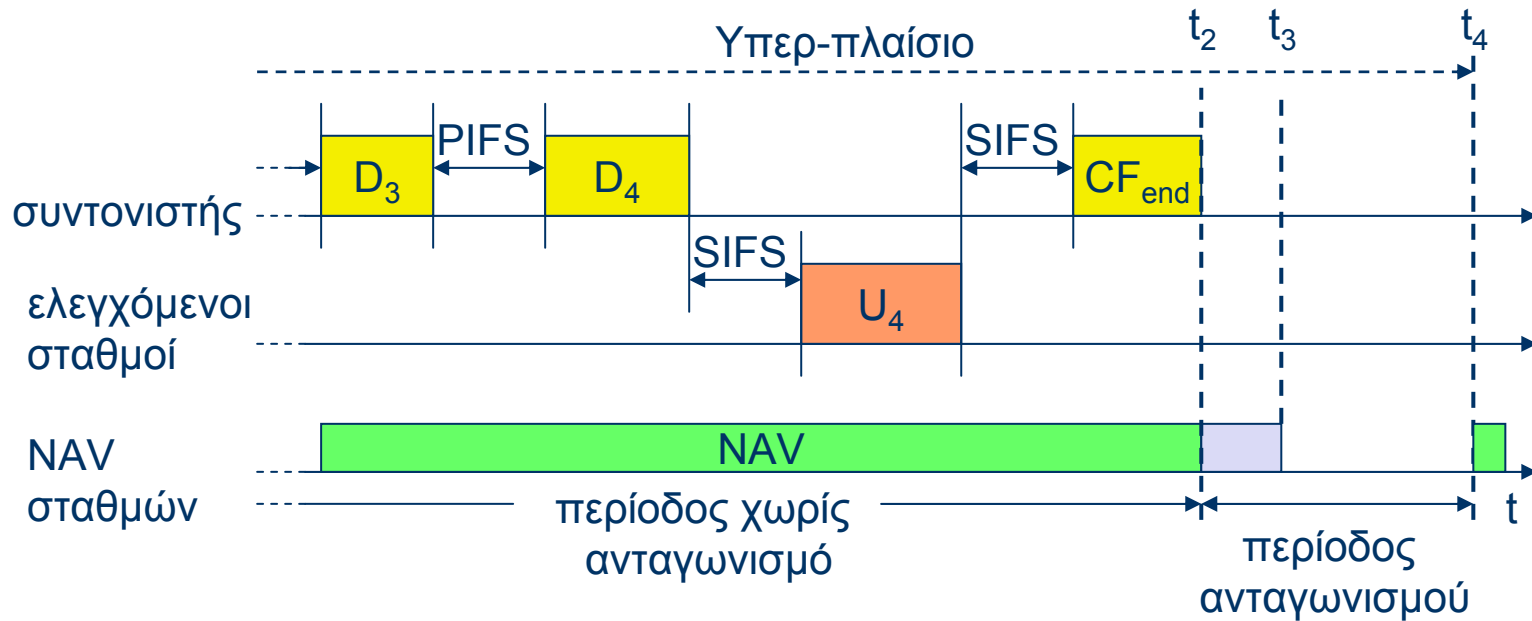 Υπερ-πλαίσιο
t2 t3 t4
PIFS SIFS
D3 D4 CFend
συντονιστής
SIFS
ελεγχόμενοι
σταθμοί
U4
NAV
σταθμών
NAV
περίοδος χωρίς
ανταγωνισμό
t
περίοδος
ανταγωνισμού